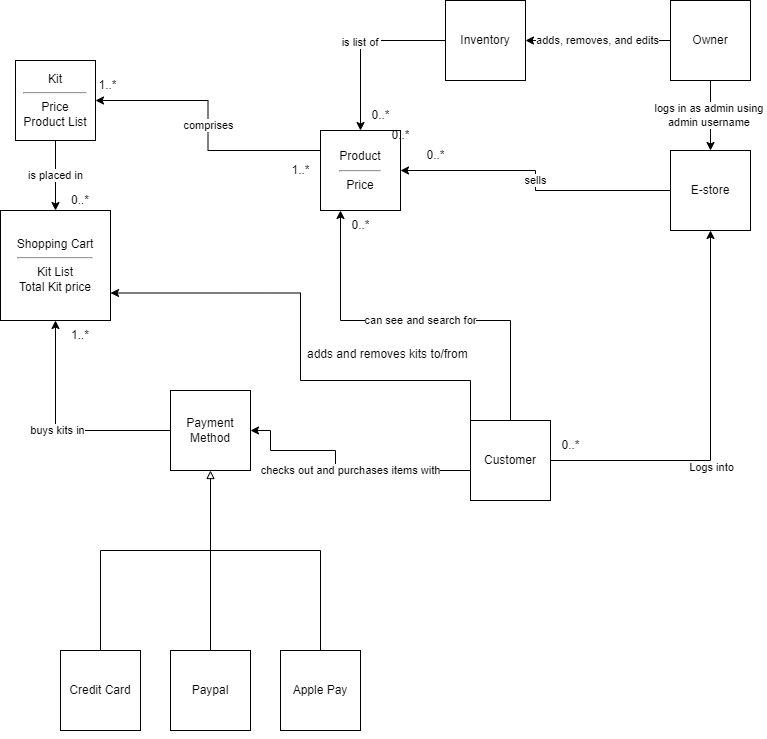 Inventory
adds, removes, and edits
Owner
is list of
Kit
Price
Product List
1..*
comprises
0..*
0..*
logs in as admin using
admin username
Product
Price
0..*
1..*
sells
E-store
is placed in
0..*
Shopping Cart
Kit List
Total Kit price
0..*
can see and search for
1..*
adds and removes kits to/from
Payment
Method
buys kits in
Customer
0..*
checks out and purchases items with
Logs into
Credit Card
Paypal
Apple Pay